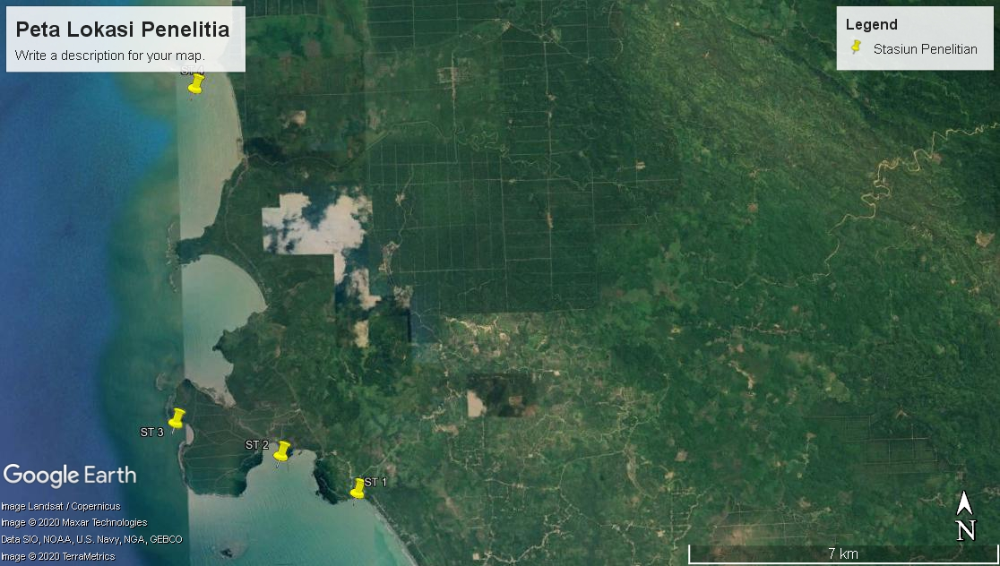 Peta Lokasi Penelitia
Write a description for your map.
Legend
Stasiun Penelitian
ST 3
ST 2
ST 1
Google Earth
Image Landsat / Copernicus
Image © 2020 Maxar Technologies
Data SIO, NOAA, U.S. Navy, NGA, GEBCO
Image © 2020 TerraMetrics
N
7 km